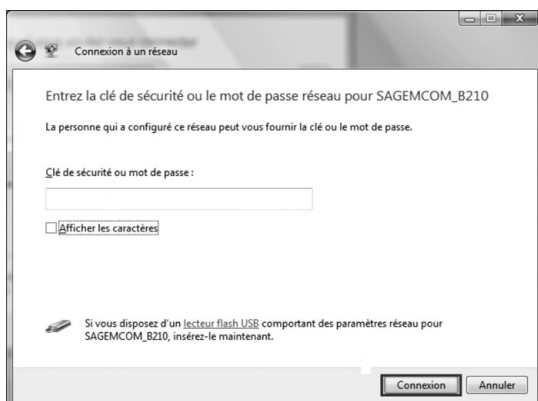 Connexion à un réseau
Entrez la clé de sécurité ou le mot de passe réseau pour SAGEMCOM_B210
La personne qui a configuré ce réseau peut vous fournir la clé ou le mot de passe.
Clé de sécurité ou mot de passe :
Afficher les caractères
Si vous disposez d'un lecteur flash USB comportant des paramètres réseau pour
SAGEMCOM_B210, insérez-le maintenant.
Connexion Annuler